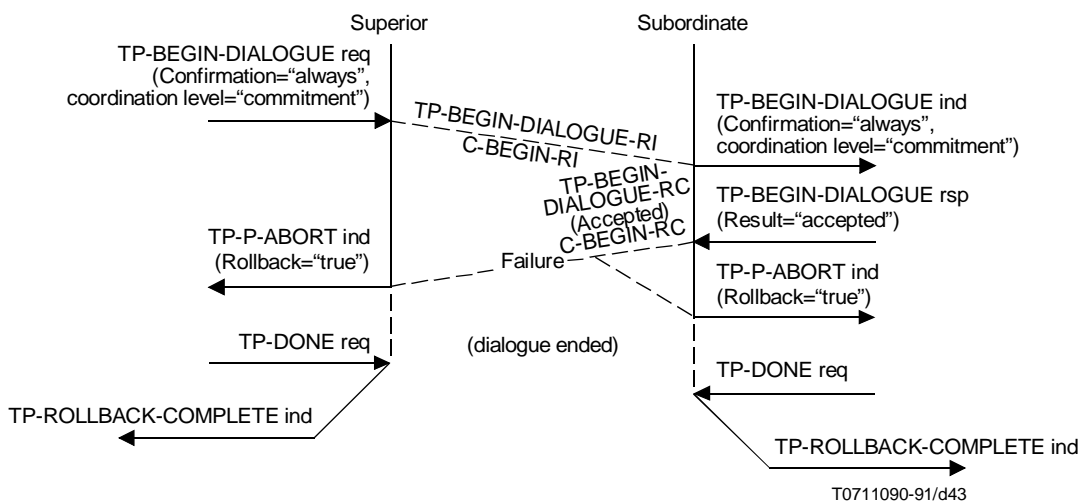 Superior
Subordinate
TP-BEGIN-DIALOGUE req
(Confirmation=“always”,
coordination level=“commitment”)
TP-BEGIN-DIALOGUE-RI
C-BEGIN-RI
TP-BEGIN-DIALOGUE ind
(Confirmation=“always”,
coordination level=“commitment”)
TP-BEGIN-
DIALOGUE-RC
(Accepted)
C-BEGIN-RC
TP-BEGIN-DIALOGUE rsp
(Result=“accepted”)
TP-P-ABORT ind
(Rollback=“true”)
Failure
TP-P-ABORT ind
(Rollback=“true”)
TP-DONE req
(dialogue ended)
TP-DONE req
TP-ROLLBACK-COMPLETE ind
TP-ROLLBACK-COMPLETE ind
T0711090-91/d43